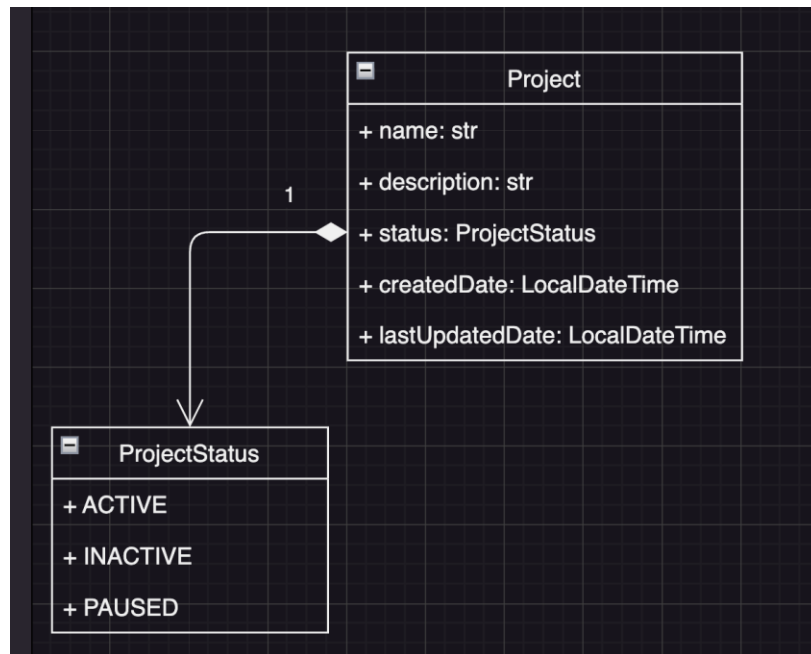 Project
+ name: str
+ description: str
+ status: ProjectStatus
+ createdDate: LocalDateTime
+ lastUpdatedDate: LocalDateTime
1
ProjectStatus
+ ACTIVE
+ INACTIVE
+ PAUSED